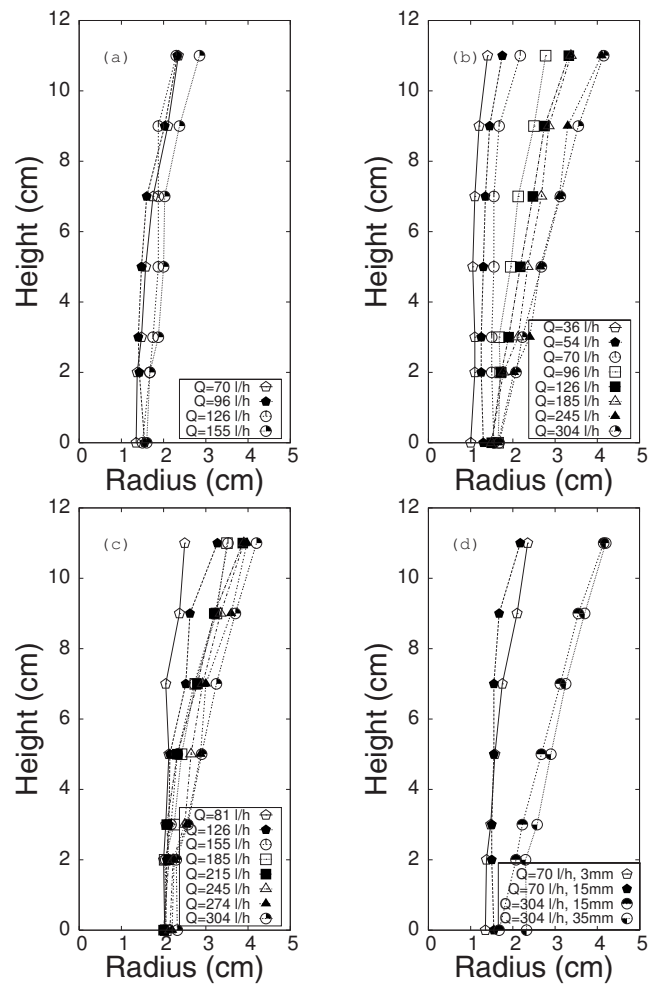 12
10
8
6
4
2
0
Height (cm)
(a)
Q=70 l/h
Q=96 l/h
Q=126 l/h
Q=155 l/h
0 1 2 3 4 5
Radius (cm)
12
10
8
6
4
2
0
Height (cm)
(b)
Q=36 l/h
Q=54 l/h
Q=70 l/h
Q=96 l/h
Q=126 l/h
Q=185 l/h
Q=245 l/h
Q=304 l/h
0 1 2 3 4 5
Radius (cm)
12
10
8
6
4
2
0
Height (cm)
(c)
Q=81 l/h
Q=126 l/h
Q=155 l/h
Q=185 l/h
Q=215 l/h
Q=245 l/h
Q=274 l/h
Q=304 l/h
0 1 2 3 4 5
Radius (cm)
12
10
8
6
4
2
0
Height (cm)
(d)
Q=70 l/h, 3mm
Q=70 l/h, 15mm
Q=304 l/h, 15mm
Q=304 l/h, 35mm
0 1 2 3 4 5
Radius (cm)